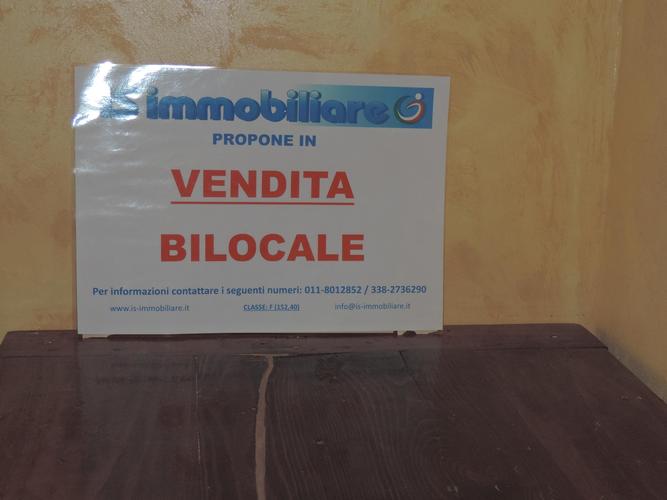 is immobiliare
PROPONE IN
VENDITA
BILOCALE
Per informazioni contattare i seguenti numeri: 011-8012852 / 338-2736290
www.is-immobiliare.it CLASSE: F (152,40) info@is-immobiliare.it